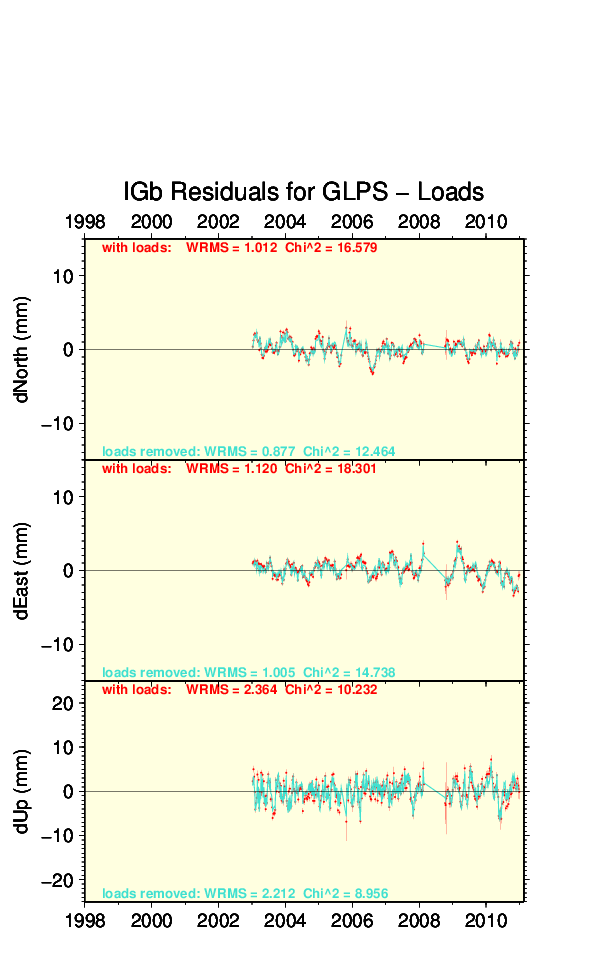 IGb Residuals for GLPS − Loads
1998 2000 2002 2004 2006 2008 2010
with loads: WRMS = 1.012 Chi^2 = 16.579
10
0
−10
dNorth (mm)
loads removed: WRMS = 0.877 Chi^2 = 12.464
with loads: WRMS = 1.120 Chi^2 = 18.301
10
0
−10
dEast (mm)
loads removed: WRMS = 1.005 Chi^2 = 14.738
with loads: WRMS = 2.364 Chi^2 = 10.232
20
10
0
−10
−20
dUp (mm)
loads removed: WRMS = 2.212 Chi^2 = 8.956
1998 2000 2002 2004 2006 2008 2010